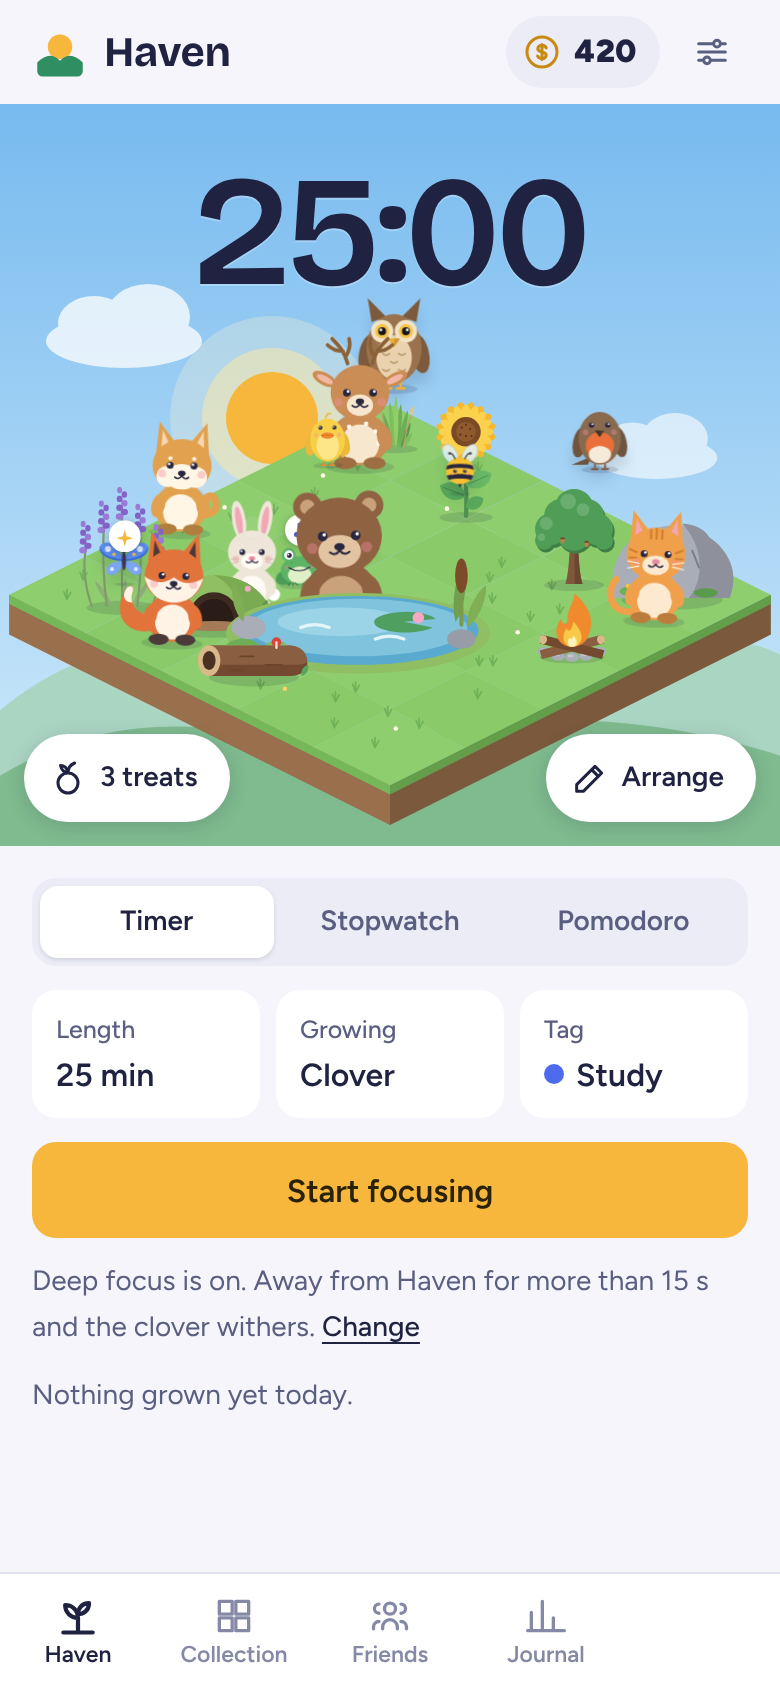 Haven
420
25:00
3 treats
Arrange
Timer
Stopwatch
Pomodoro
Length
25 min
Growing
Clover
Tag
Study
Start focusing
Deep focus is on. Away from Haven for more than 15 s
and the clover withers. Change
Nothing grown yet today.
Haven
Collection
Friends
Journal